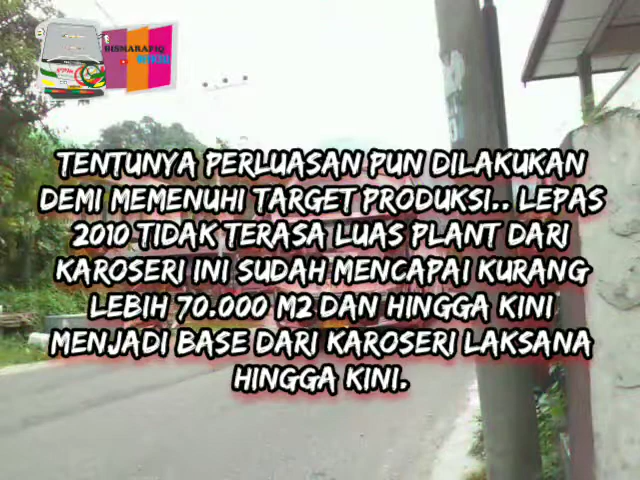 BISMARAFIQ
TENTUNYA PERLUASAN PUN DILAKUKAN
DEMI MEMENUHI TARGET PRODUKSI.. LEPAS
2010 TIDAK TERASA LUAS PLANT DARI
KAROSERI INI SUDAH MENCAPAI KURANG
LEBIH 70.000 M2 DAN HINGGA KINI
MENJADI BASE DARI KAROSERI LAKSANA
HINGGA KINI.